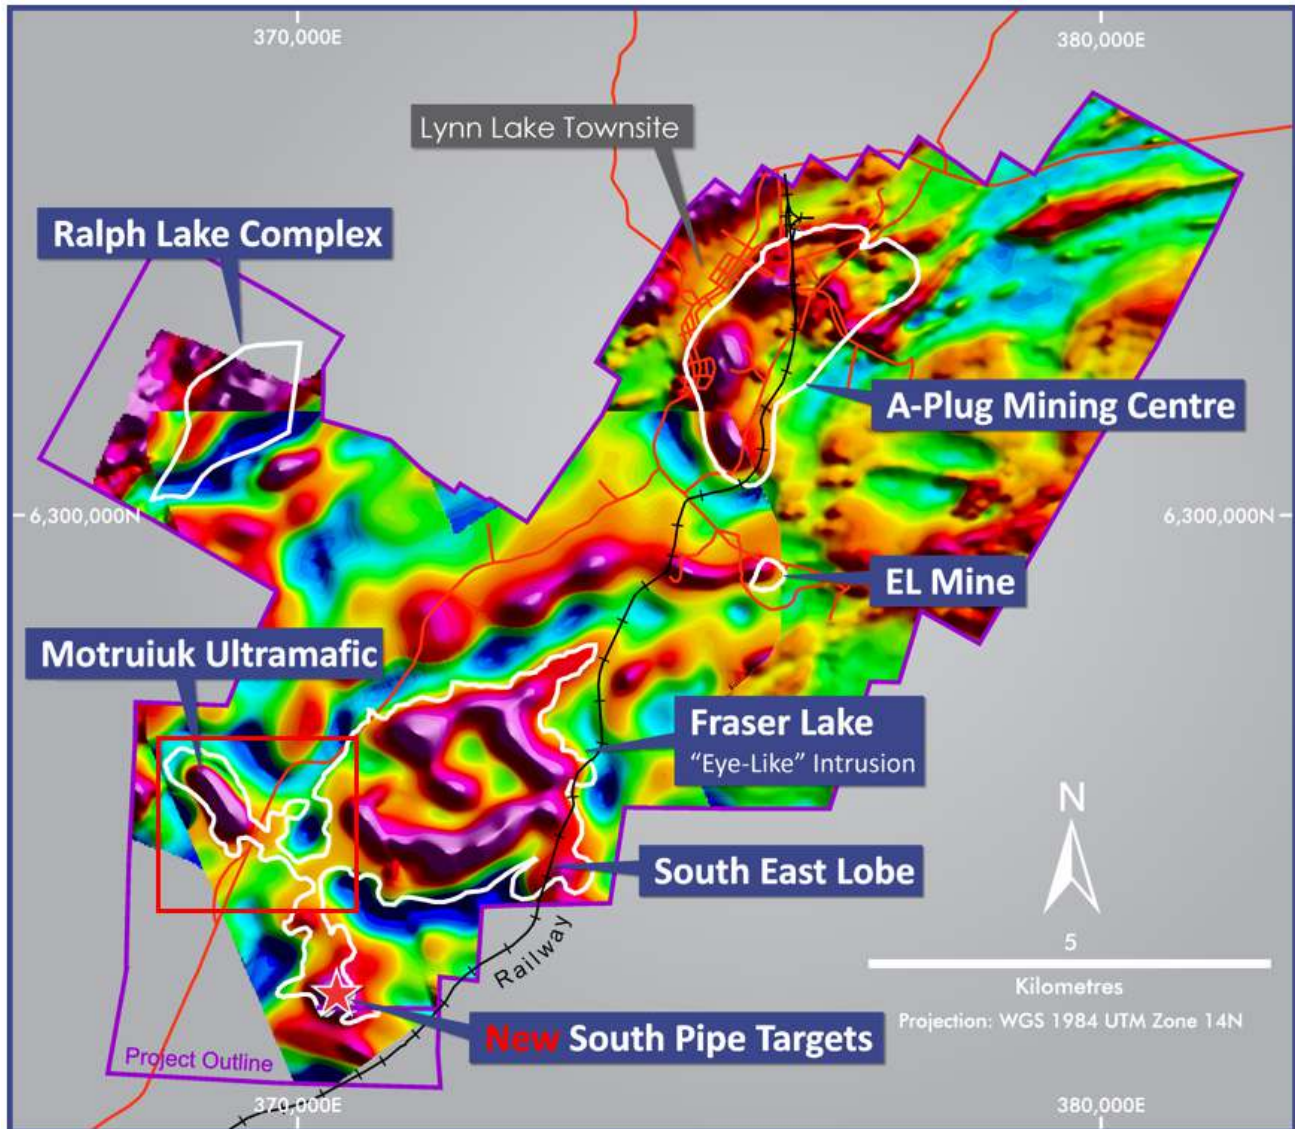 370,000E
380,000E
Lynn Lake Townsite
Ralph Lake Complex
A-Plug Mining Centre
6,300,000N
6,300,000N
EL Mine
Motruiuk Ultramafic
Fraser Lake
“Eye-Like” Intrusion
N
South East Lobe
Railway
5
Kilometres
Projection: WGS 1984 UTM Zone 14N
New South Pipe Targets
Project Outline
370,000E
380,000E